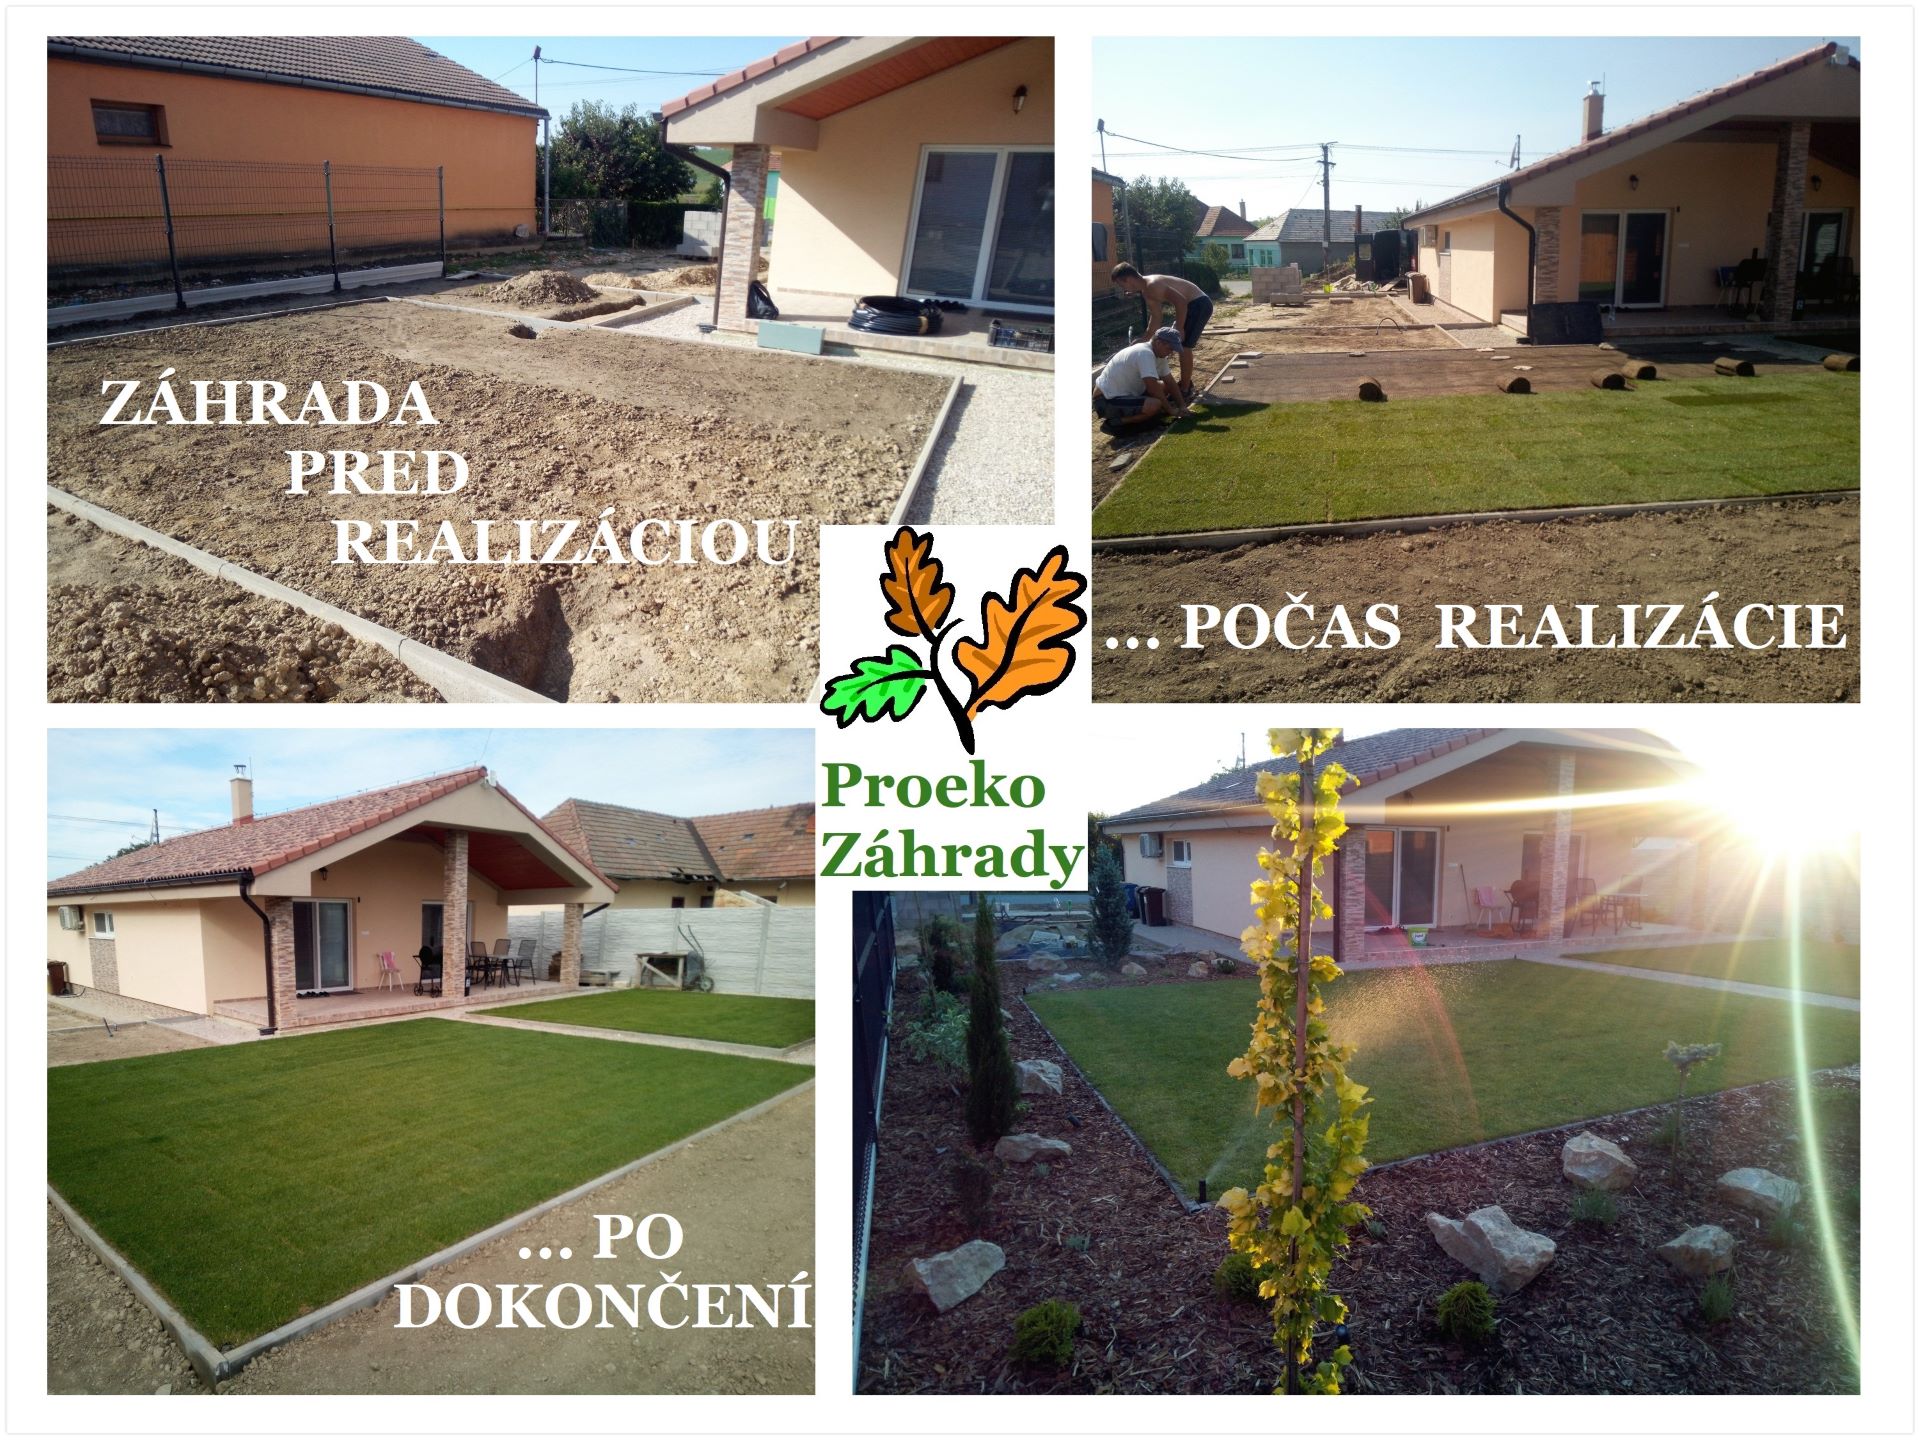 ZÁHRADA
PRED
REALIZÁCIOU
... POČAS REALIZÁCIE
Proeko
Záhrady
... PO
DOKONČENÍ